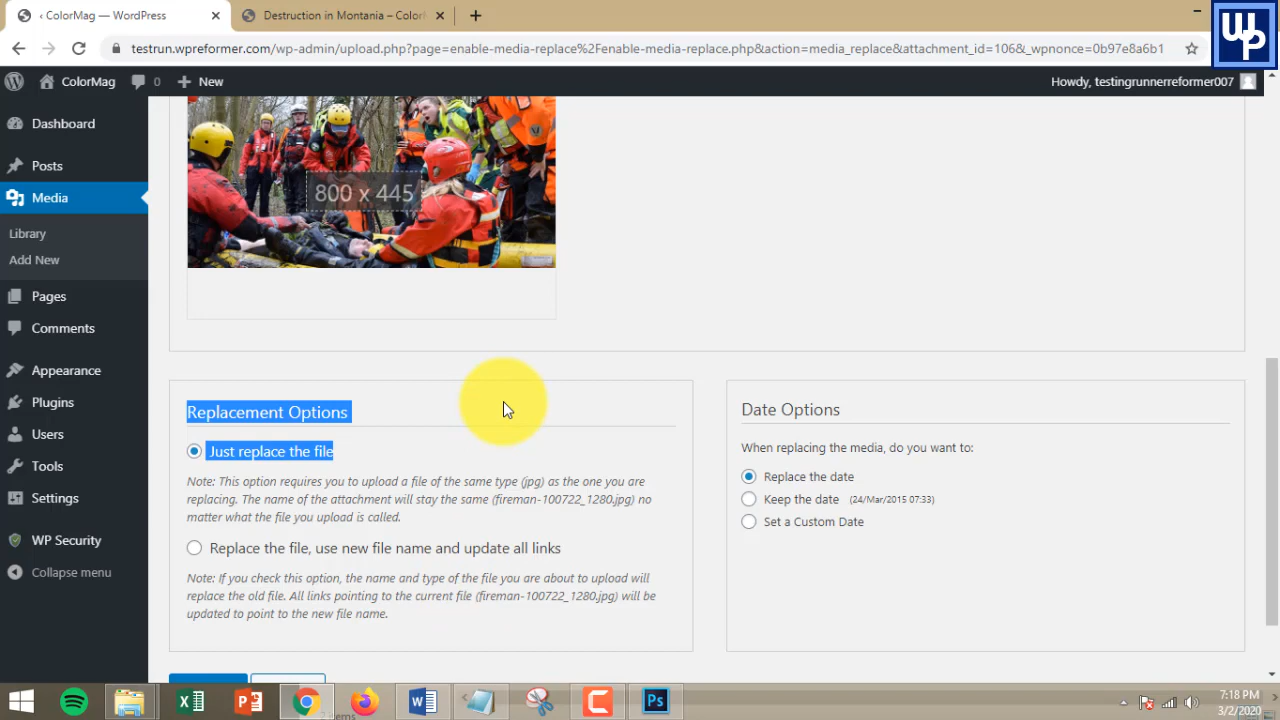 ‹ ColorMag — WordPress
Destruction in Montania – ColorM
testrun.wpreformer.com/wp-admin/upload.php?page=enable-media-replace%2Fenable-media-replace.php&action=media_replace&attachment_id=106&_wpnonce=0b97e8a6b1
WP
ColorMag
0
New
Howdy, testingrunnerreformer007
Dashboard
Posts
Media
Library
Add New
Pages
Comments
Appearance
Plugins
Users
Tools
Settings
WP Security
Collapse menu
800 x 445
Replacement Options
Just replace the file
Note: This option requires you to upload a file of the same type (jpg) as the one you are
replacing. The name of the attachment will stay the same (fireman-100722_1280.jpg) no
matter what the file you upload is called.
Replace the file, use new file name and update all links
Note: If you check this option, the name and type of the file you are about to upload will
replace the old file. All links pointing to the current file (fireman-100722_1280.jpg) will be
updated to point to the new file name.
Date Options
When replacing the media, do you want to:
Replace the date
Keep the date (24/Mar/2015 07:33)
Set a Custom Date
Ps
7:18 PM
3/2/2020